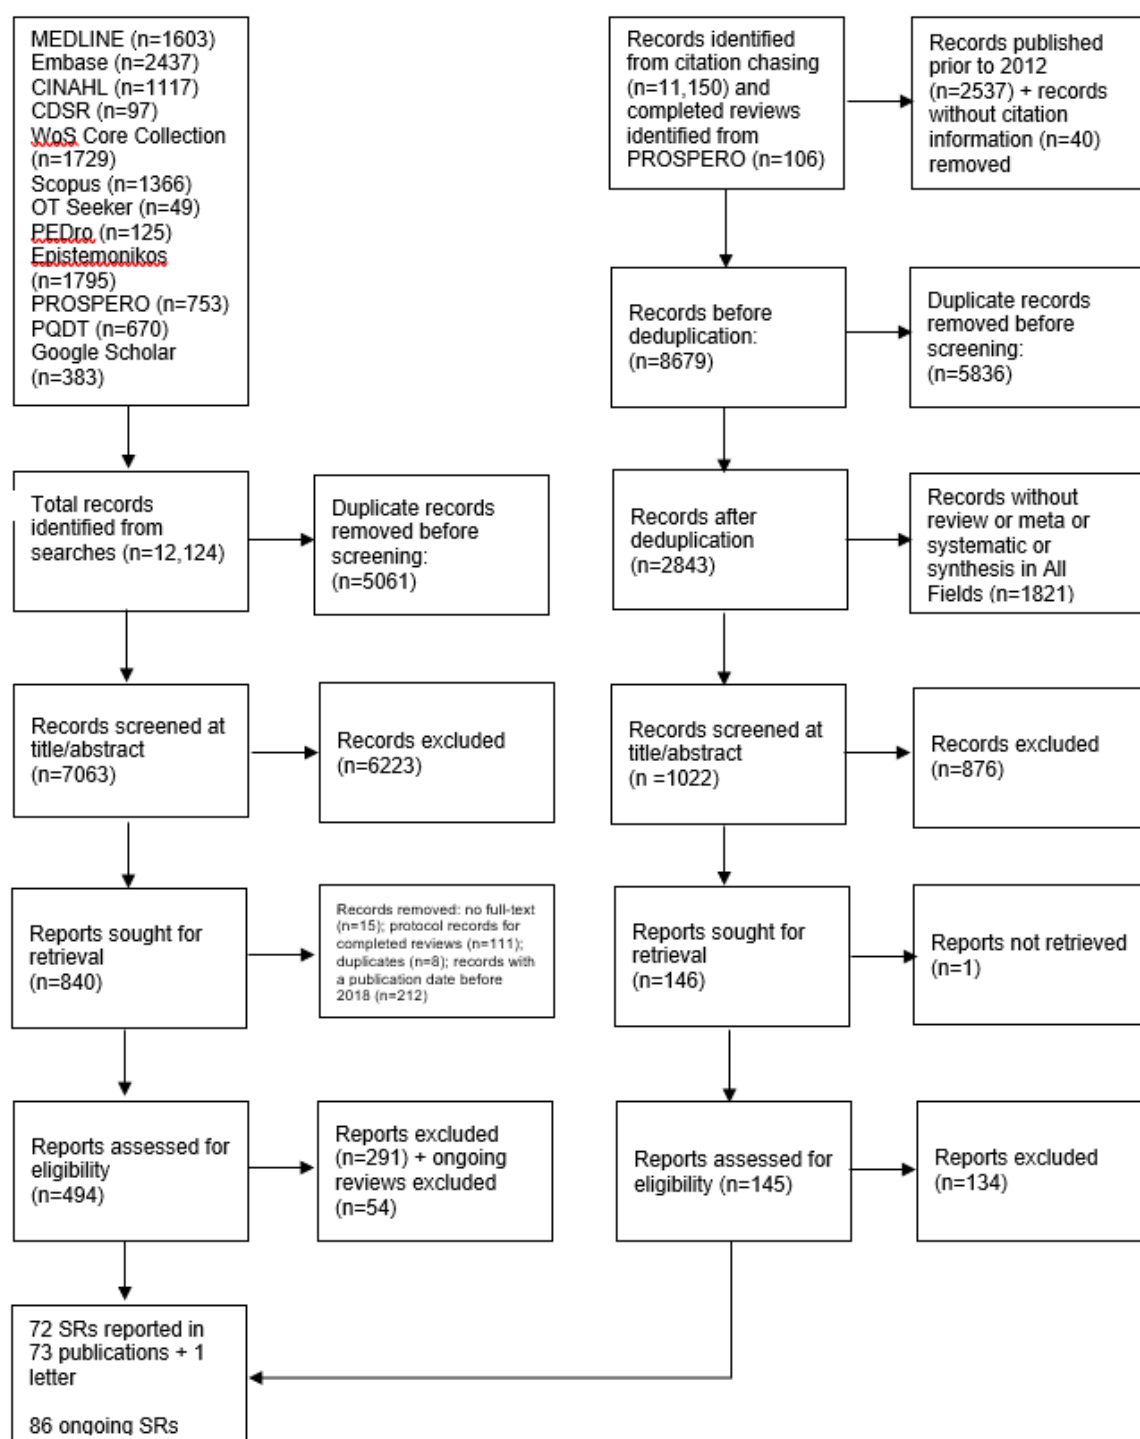 MEDLINE (n=1603)
Embase (n=2437)
CINAHL (n=1117)
CDSR (n=97)
WoS Core Collection
(n=1729)
Scopus (n=1366)
OT Seeker (n=49)
PEDro (n=125)
Epistemonikos
(n=1795)
PROSPERO (n=753)
PQDT (n=670)
Google Scholar
(n=383)
Total records
identified from
searches (n=12,124)
Duplicate records
removed before
screening:
(n=5061)
Records screened at
title/abstract
(n=7063)
Records excluded
(n=6223)
Reports sought for
retrieval
(n=840)
Records removed: no full-text
(n=15); protocol records for
completed reviews (n=111);
duplicates (n=8); records with
a publication date before
2018 (n=212)
Reports assessed for
eligibility
(n=494)
Reports excluded
(n=291) + ongoing
reviews excluded
(n=54)
72 SRs reported in
73 publications + 1
letter
86 ongoing SRs
Records identified
from citation chasing
(n=11,150) and
completed reviews
identified from
PROSPERO (n=106)
Records published
prior to 2012
(n=2537) + records
without citation
information (n=40)
removed
Records before
deduplication:
(n=8679)
Duplicate records
removed before
screening:
(n=5836)
Records after
deduplication
(n=2843)
Records without
review or meta or
systematic or
synthesis in All
Fields (n=1821)
Records screened at
title/abstract
(n =1022)
Records excluded
(n=876)
Reports sought for
retrieval
(n=146)
Reports not retrieved
(n=1)
Reports assessed for
eligibility (n=145)
Reports excluded
(n=134)